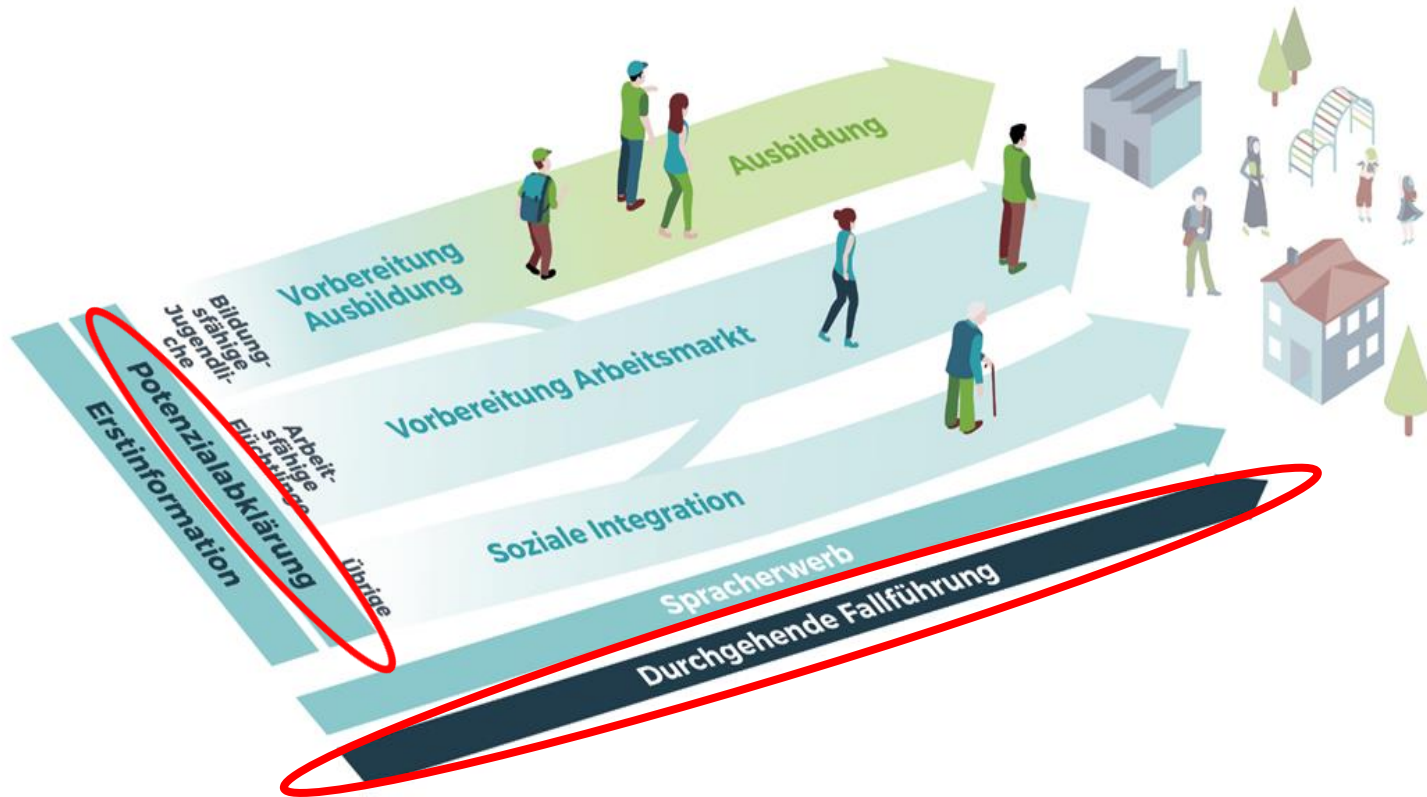 Erstinformation
Potenzialabklärung
Bildung-
sfähige
Jugendli-
che
Arbeit-
sfähige
Flüchtlinge
Übrige
Vorbereitung
Ausbildung
Ausbildung
Vorbereitung Arbeitsmarkt
Soziale Integration
Spracherwerb
Durchgehende Fallführung